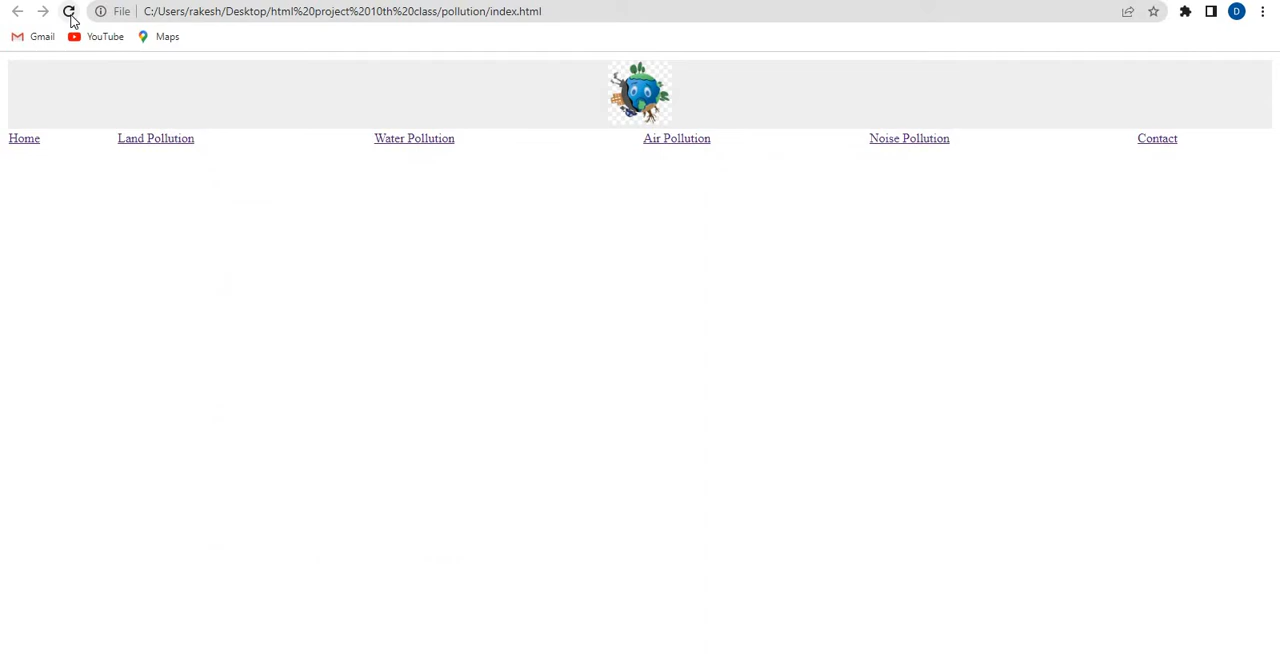 File C:/Users/rakesh/Desktop/html%20project%2010th%20class/pollution/index.html D
Gmail YouTube Maps
Home Land Pollution Water Pollution Air Pollution Noise Pollution Contact